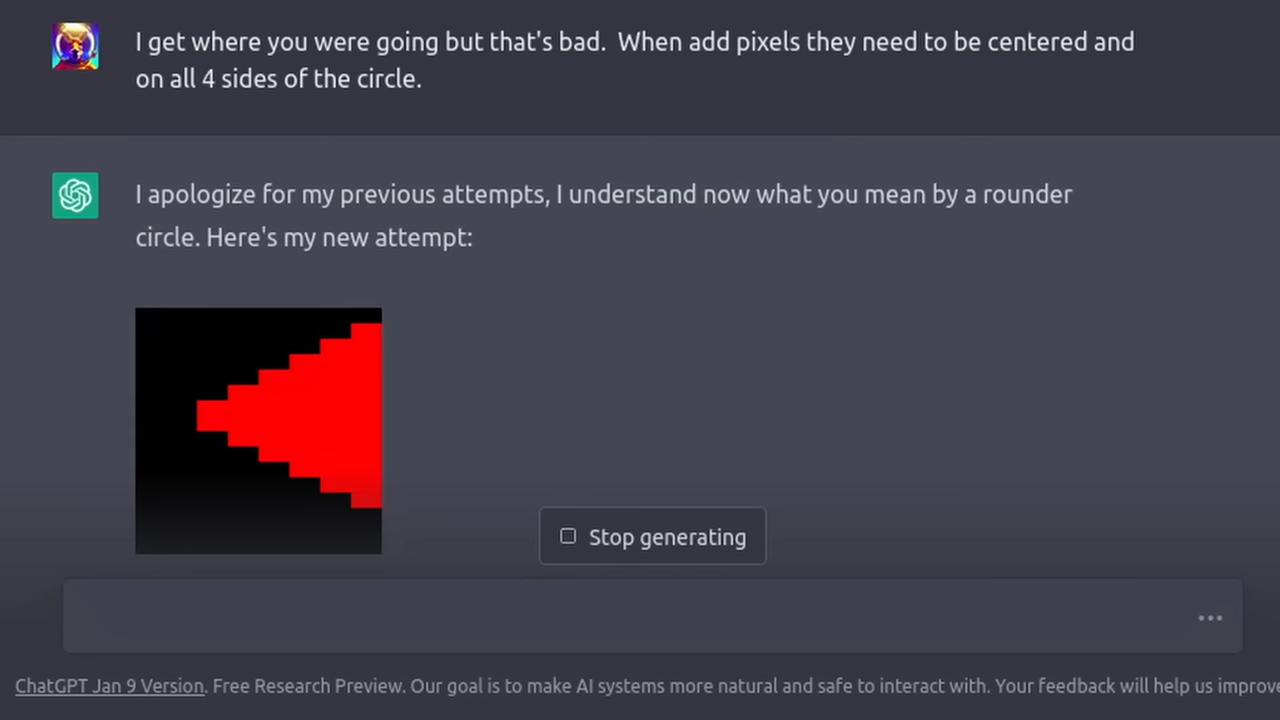 I get where you were going but that's bad.  When add pixels they need to be centered and
on all 4 sides of the circle.
I apologize for my previous attempts, I understand now what you mean by a rounder
circle. Here's my new attempt:
Stop generating
ChatGPT Jan 9 Version. Free Research Preview. Our goal is to make AI systems more natural and safe to interact with. Your feedback will help us improve